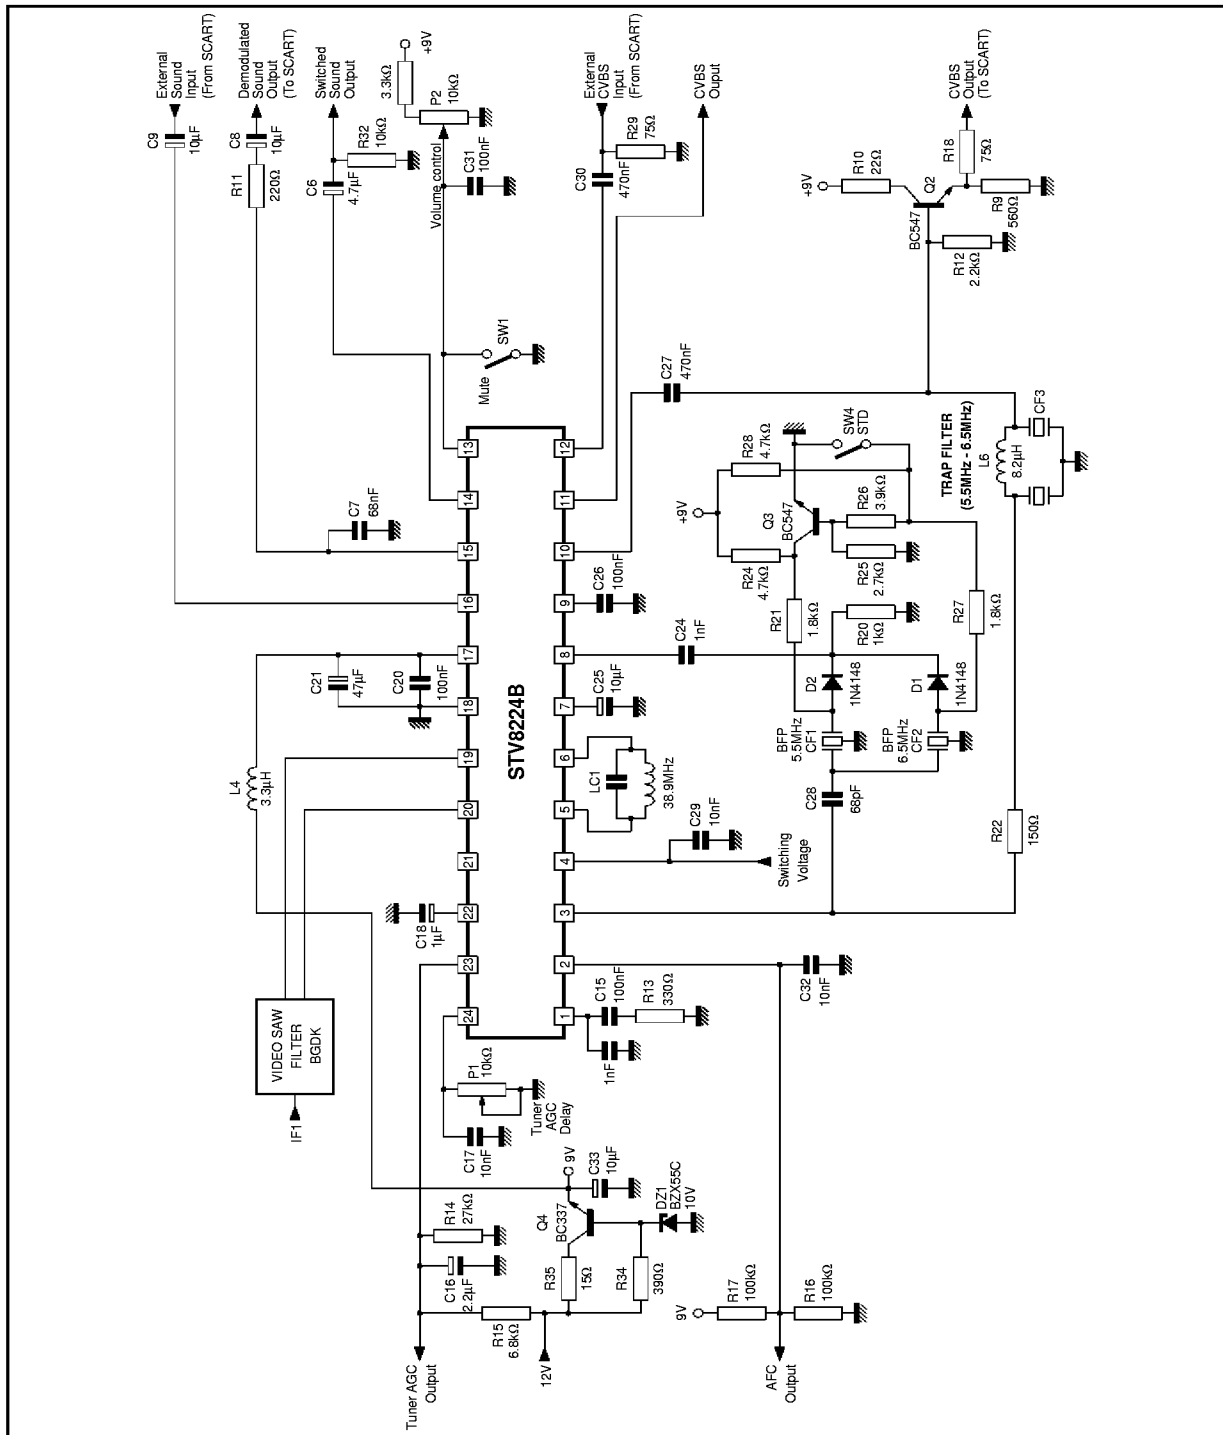 External
Sound
Input
(From SCART)
C9
10µF
Demodulated
Sound
Output
(To SCART)
C8
10µF
R11
220Ω
Switched
Sound
Output
C6
4.7µF
R32
10kΩ
+9V
3.3kΩ
P2
10kΩ
Volume control
C31
100nF
Mute
SW1
External
CVBS
Input
(From SCART)
R29
75Ω
C30
470nF
CVBS
Ouput
CVBS
Output
(To SCART)
R18
75Ω
R10
22Ω
+9V
Q2
BC547
R9
560Ω
R12
2.2kΩ
C27
470nF
13
14
15
16
17
18
19
20
21
22
23
24
12
11
10
9
8
7
6
5
4
3
2
1
STV8224B
C7
68nF
C21
47µF
C20
100nF
L4
3.3µH
C18
1µF
VIDEO SAW
FILTER
BGDK
IF1
C26
100nF
C24
1nF
C25
10µF
LC1
38.9MHz
C29
10nF
Switching
Voltage
R28
4.7kΩ
SW4
STD
+9V
Q3
BC547
R26
3.9kΩ
R24
4.7kΩ
R25
2.7kΩ
R21
1.8kΩ
R20
1kΩ
R27
1.8kΩ
D2
1N4148
D1
1N4148
BFP
5.5MHz
CF1
BFP
6.5MHz
CF2
C28
68pF
R22
150Ω
TRAP FILTER
(5.5MHz - 6.5MHz)
L6
8.2µH
CF3
C15
100nF
R13
330Ω
1nF
C32
10nF
P1
10kΩ
Tuner
AGC
Delay
C17
10nF
9V
C33
10µF
Q4
BC337
DZ1
BZX55C
10V
R14
27kΩ
C16
2.2µF
R35
15Ω
R34
390Ω
R15
6.8kΩ
12V
Tuner AGC
Output
9V
R17
100kΩ
R16
100kΩ
AFC
Output